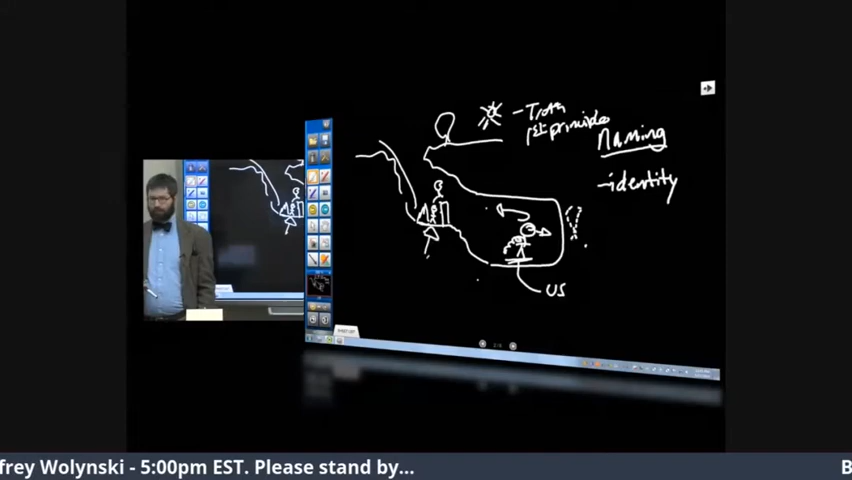 - Truth
1st principle
Naming
- identity
US
frey Wolynski - 5:00pm EST. Please stand by...
B